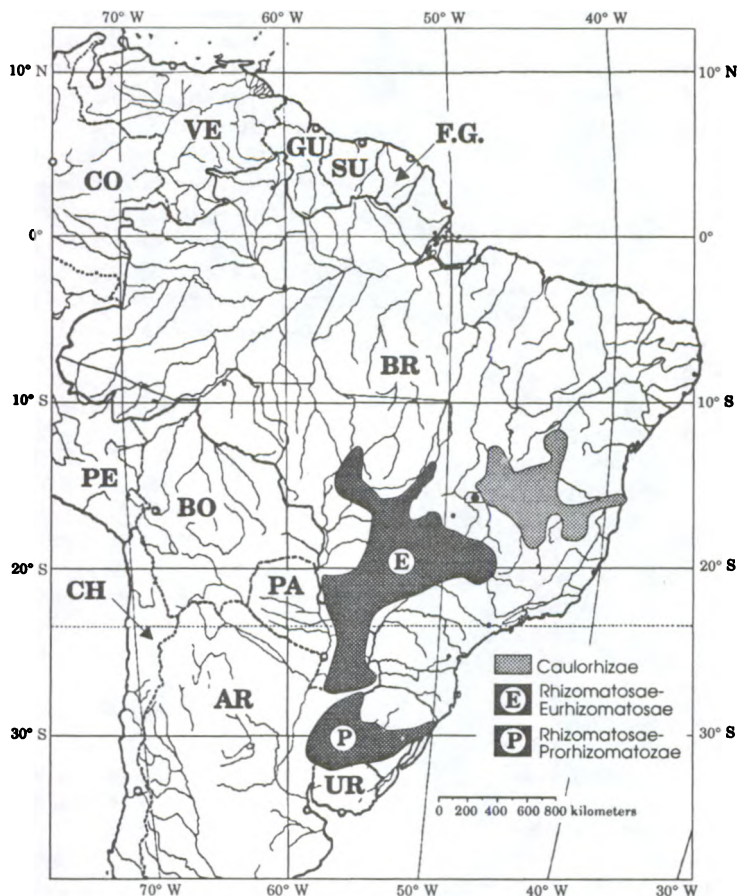 70° W 60° W 50° W 40° W
10° N 10° N
VE
GU
SU
F.G.
CO
0° 0°
BR
10° S 10° S
PE
BO
E
20° S 20° S
CH
PA
Caulorhizae
AR
E Rhizomatosae-
Eurhizomatosae
30° S 30° S
P
P Rhizomatosae-
Prorhizomatozae
UR
0 200 400 600 800 kilometers
70° W 60° W 50° W 40° W 30° W